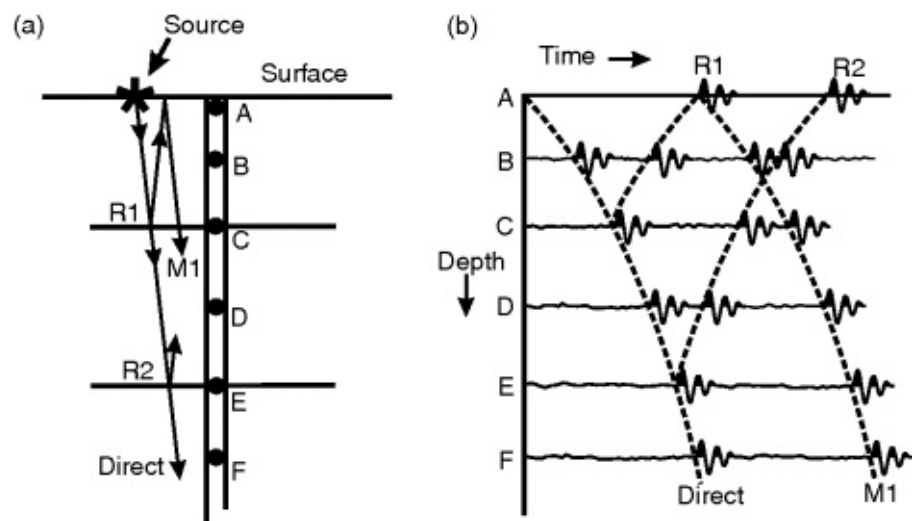 (a)
Source
Surface
A
B
R1
C
M1
D
R2
E
Direct
F
(b)
Time
R1
R2
A
B
C
Depth
D
E
F
Direct
M1